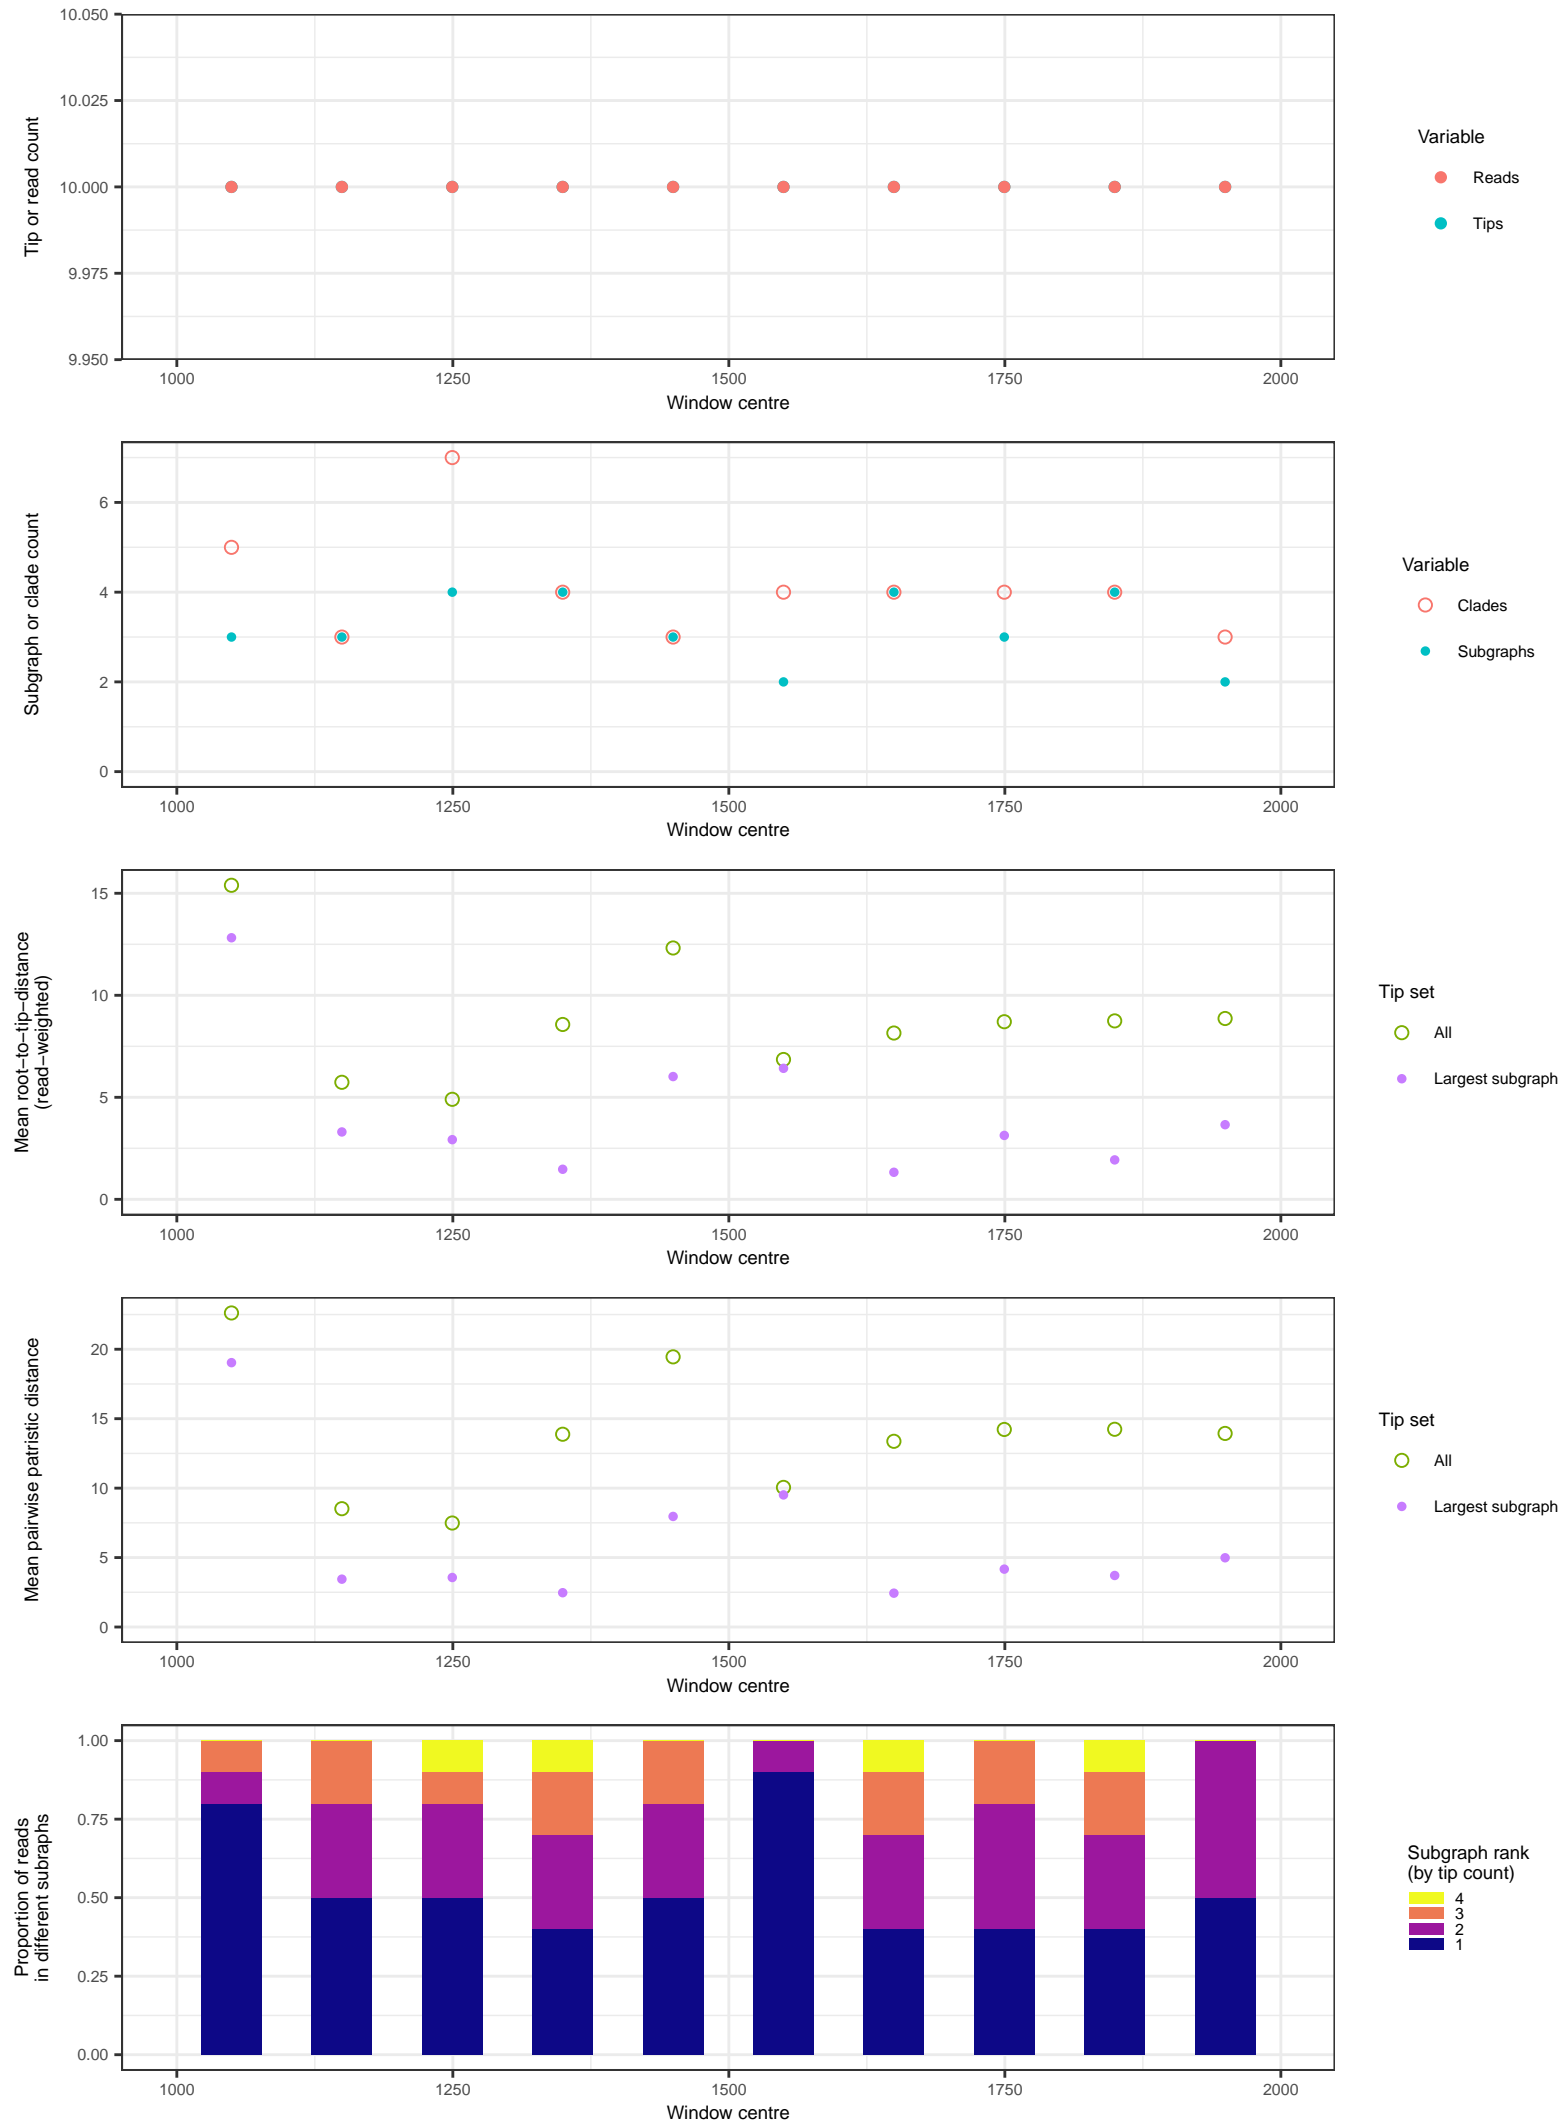 10.050
10.025
10.000
9.975
9.950
Tip or read count
1000 1250 1500 1750 2000
Window centre
Variable
Reads
Tips
6
4
2
0
Subgraph or clade count
1000 1250 1500 1750 2000
Window centre
Variable
Clades
Subgraphs
15
10
5
0
Mean root−to−tip−distance
(read−weighted)
1000 1250 1500 1750 2000
Window centre
Tip set
All
Largest subgraph
20
15
10
5
0
Mean pairwise patristic distance
1000 1250 1500 1750 2000
Window centre
Tip set
All
Largest subgraph
1.00
0.75
0.50
0.25
0.00
Proportion of reads
in different subraphs
1000 1250 1500 1750 2000
Window centre
Subgraph rank
(by tip count)
4
3
2
1